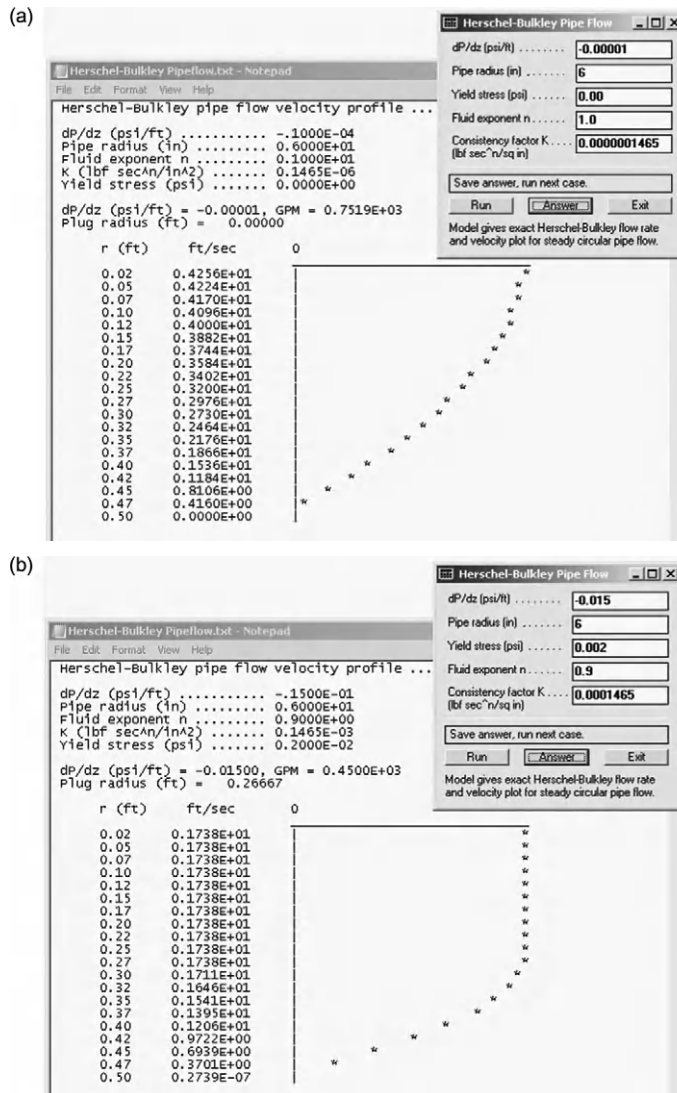 (a)
Herschel-Bulkley Pipe Flow
dP/dz (psi/ft) ........ -0.00001
Pipe radius (in) ....... 6
Yield stress (psi) ...... 0.00
Fluid exponent n ...... 1.0
Consistency factor K .... 0.0000001465
(lbf sec^n/sq in)
Save answer, run next case.
Run Answer Exit
Model gives exact Herschel-Bulkley flow rate
and velocity plot for steady circular pipe flow.
Herschel-Bulkley Pipeflow.txt - Notepad
File Edit Format View Help
Herschel-Bulkley pipe flow velocity profile ...
dP/dz (psi/ft) ........... -.1000E-04
Pipe radius (in) ......... 0.6000E+01
Fluid exponent n ......... 0.1000E+01
K (lbf sec^n/in^2) ....... 0.1465E-06
Yield stress (psi) ....... 0.0000E+00
dP/dz (psi/ft) = -0.00001, GPM = 0.7519E+03
Plug radius (ft) = 0.00000
r (ft) ft/sec 0
0.02 0.4256E+01
0.05 0.4224E+01
0.07 0.4170E+01
0.10 0.4096E+01
0.12 0.4000E+01
0.15 0.3882E+01
0.17 0.3744E+01
0.20 0.3584E+01
0.22 0.3402E+01
0.25 0.3200E+01
0.27 0.2976E+01
0.30 0.2730E+01
0.32 0.2464E+01
0.35 0.2176E+01
0.37 0.1866E+01
0.40 0.1536E+01
0.42 0.1184E+01
0.45 0.8106E+00
0.47 0.4160E+00
0.50 0.0000E+00
(b)
Herschel-Bulkley Pipe Flow
dP/dz (psi/ft) ........ -0.015
Pipe radius (in) ....... 6
Yield stress (psi) ...... 0.002
Fluid exponent n ...... 0.9
Consistency factor K .... 0.0001465
(lbf sec^n/sq in)
Save answer, run next case.
Run Answer Exit
Model gives exact Herschel-Bulkley flow rate
and velocity plot for steady circular pipe flow.
Herschel-Bulkley Pipeflow.txt - Notepad
File Edit Format View Help
Herschel-Bulkley pipe flow velocity profile ...
dP/dz (psi/ft) ........... -.1500E-01
Pipe radius (in) ......... 0.6000E+01
Fluid exponent n ......... 0.9000E+00
K (lbf sec^n/in^2) ....... 0.1465E-03
Yield stress (psi) ....... 0.2000E-02
dP/dz (psi/ft) = -0.01500, GPM = 0.4500E+03
Plug radius (ft) = 0.26667
r (ft) ft/sec 0
0.02 0.1738E+01
0.05 0.1738E+01
0.07 0.1738E+01
0.10 0.1738E+01
0.12 0.1738E+01
0.15 0.1738E+01
0.17 0.1738E+01
0.20 0.1738E+01
0.22 0.1738E+01
0.25 0.1738E+01
0.27 0.1738E+01
0.30 0.1711E+01
0.32 0.1646E+01
0.35 0.1541E+01
0.37 0.1395E+01
0.40 0.1206E+01
0.42 0.9722E+00
0.45 0.6939E+00
0.47 0.3701E+00
0.50 0.2739E-07